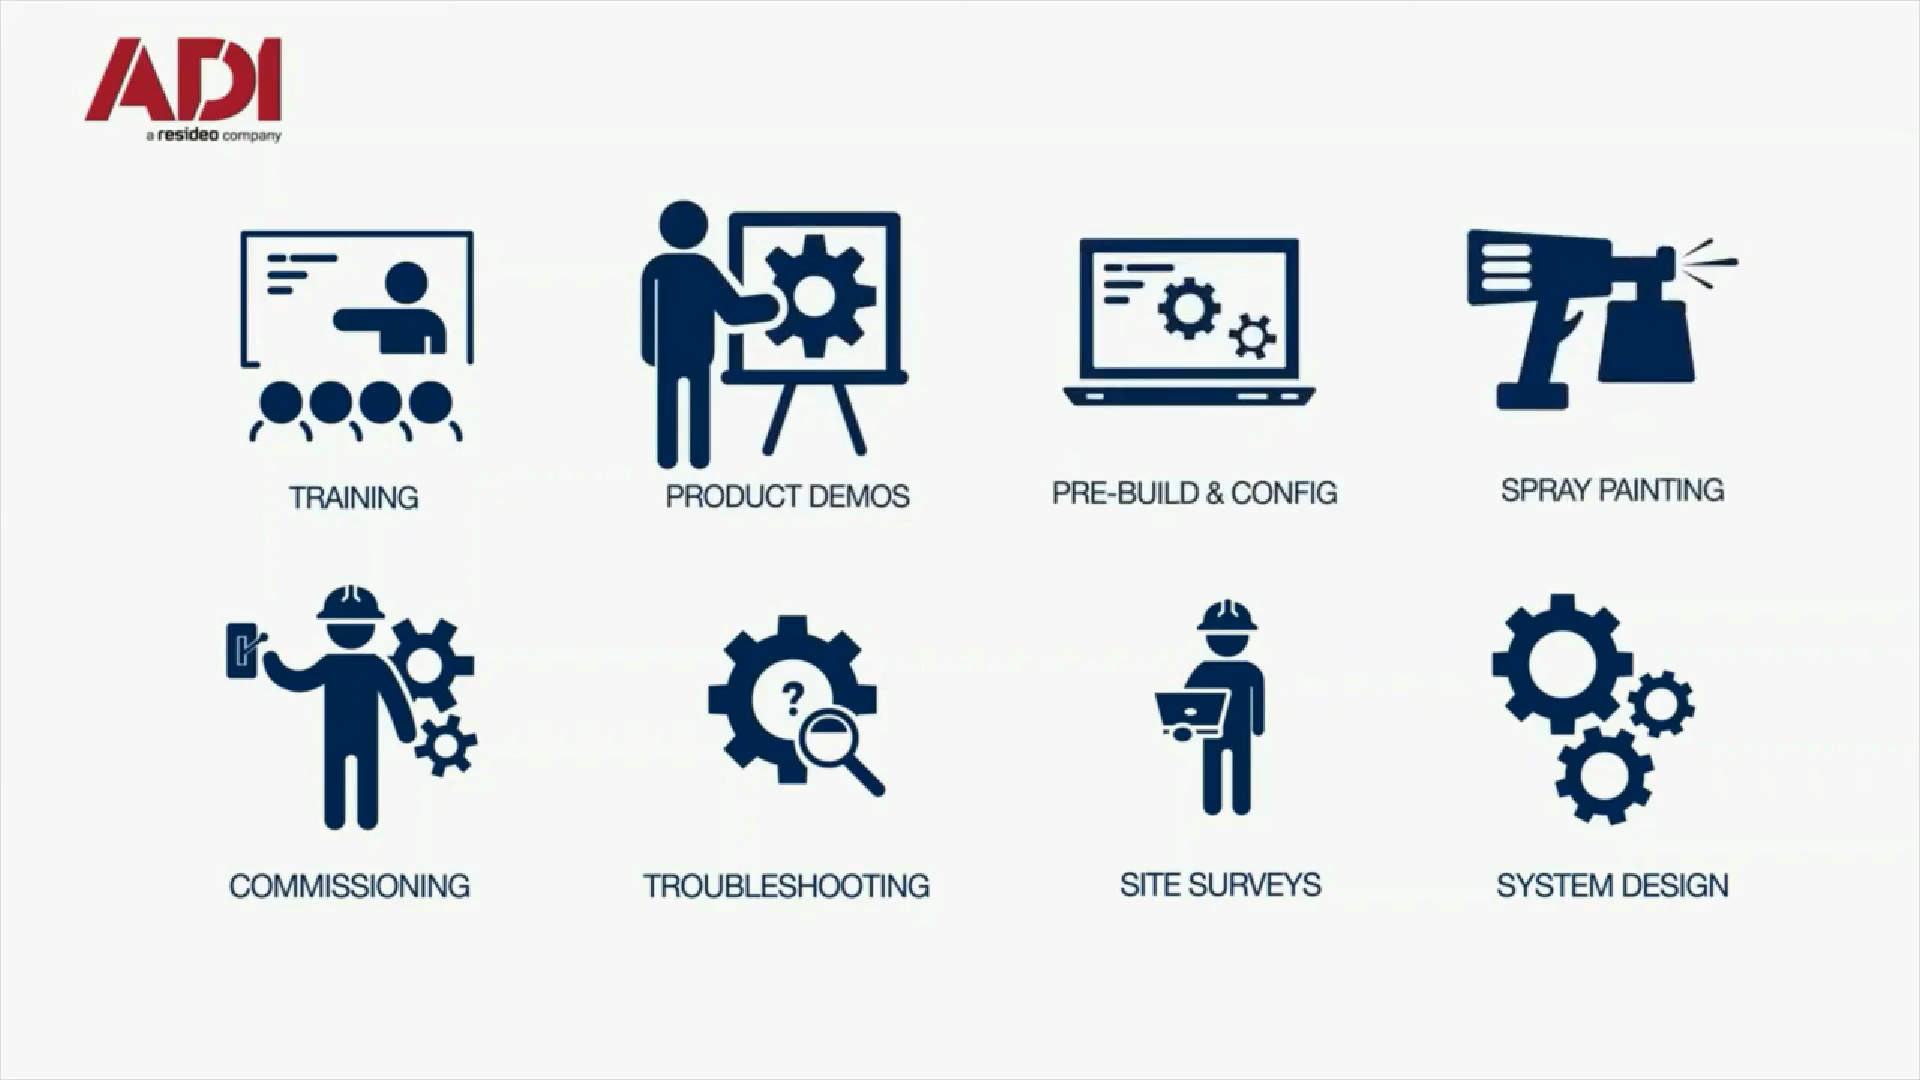 ADI
a resideo company
TRAINING
PRODUCT DEMOS
PRE-BUILD & CONFIG
SPRAY PAINTING
?
COMMISSIONING
TROUBLESHOOTING
SITE SURVEYS
SYSTEM DESIGN